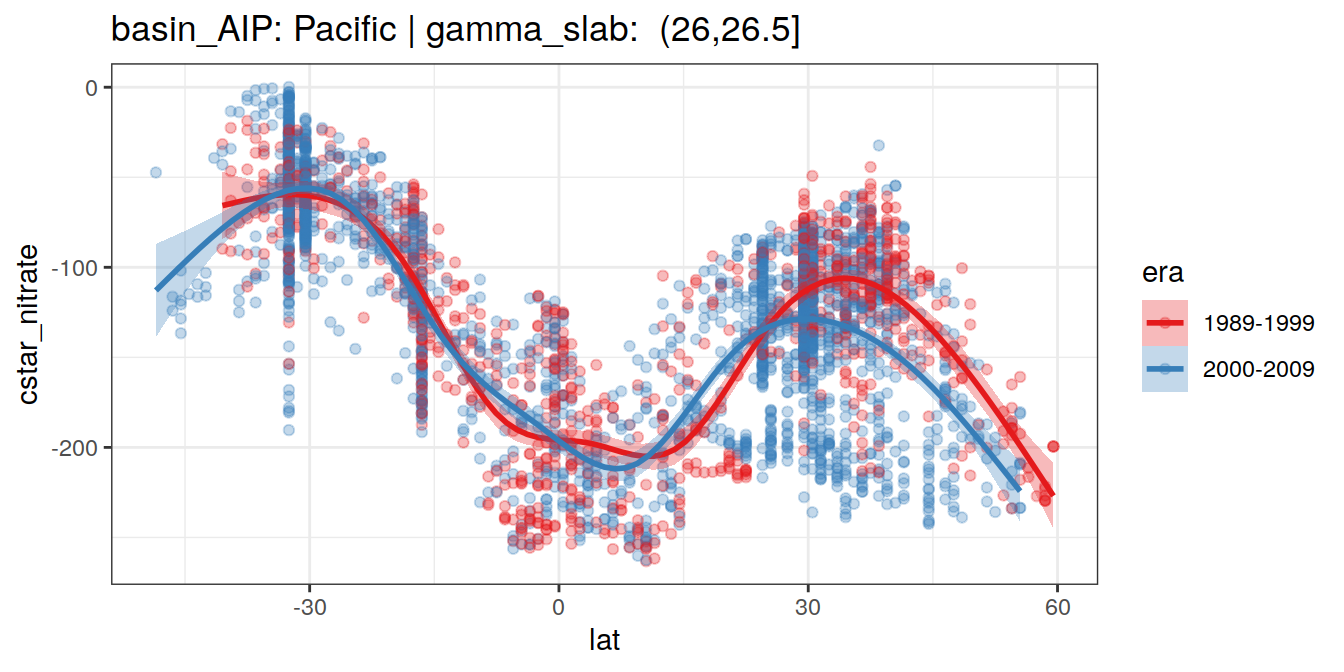 basin_AIP: Pacific | gamma_slab:  (26,26.5]
cstar_nitrate
0
-100
-200
-30
0
30
60
lat
era
1989-1999
2000-2009